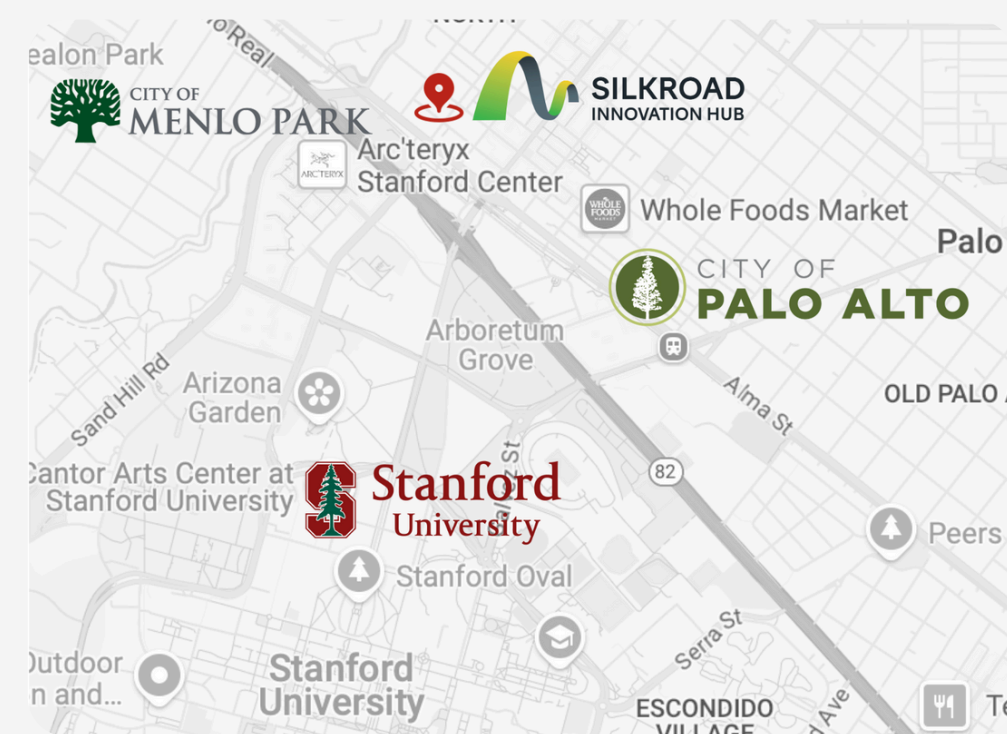 o Real
ealon Park
CITY OF
MENLO PARK
SILKROAD
INNOVATION HUB
Arc'teryx
Stanford Center
ARC'TERYX
WHOLE
FOODS
MARKET
Whole Foods Market
Palo
CITY OF
PALO ALTO
Arboretum
Grove
Sand Hill Rd
Arizona
Garden
Alma St
OLD PALO
Cantor Arts Center at
Stanford University
Stanford
University
82
Peers
Stanford Oval
Serra St
Outdoor
n and...
Stanford
University
ESCONDIDO
VILLAGE
d Ave
Te